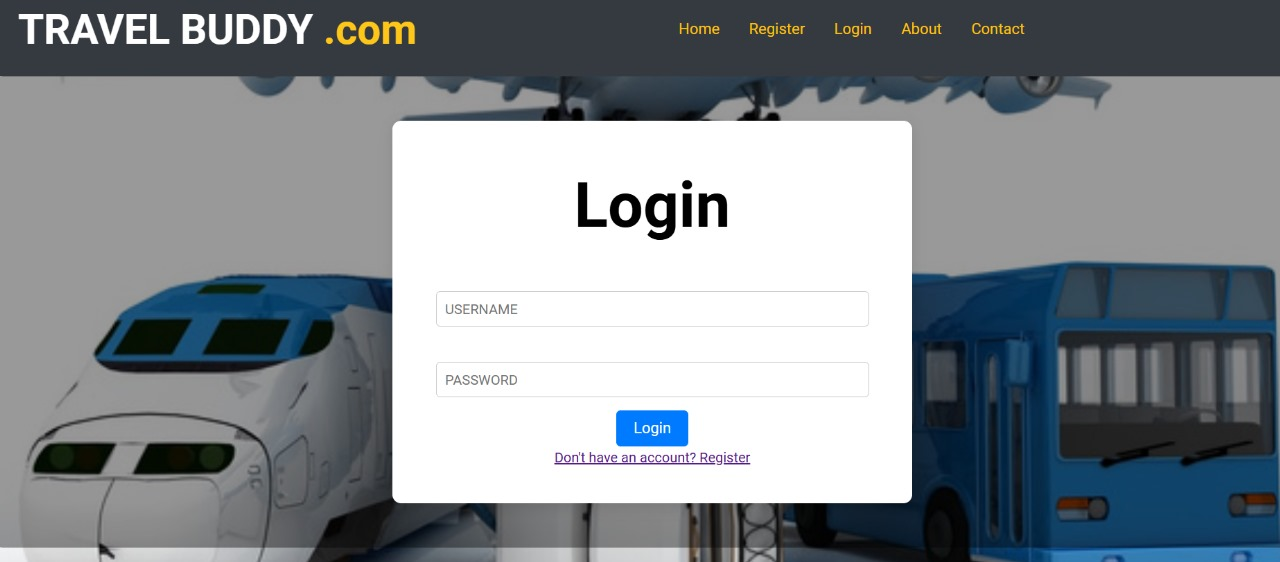 TRAVEL BUDDY .com
Home Register Login About Contact
Login
USERNAME
PASSWORD
Login
Don't have an account? Register